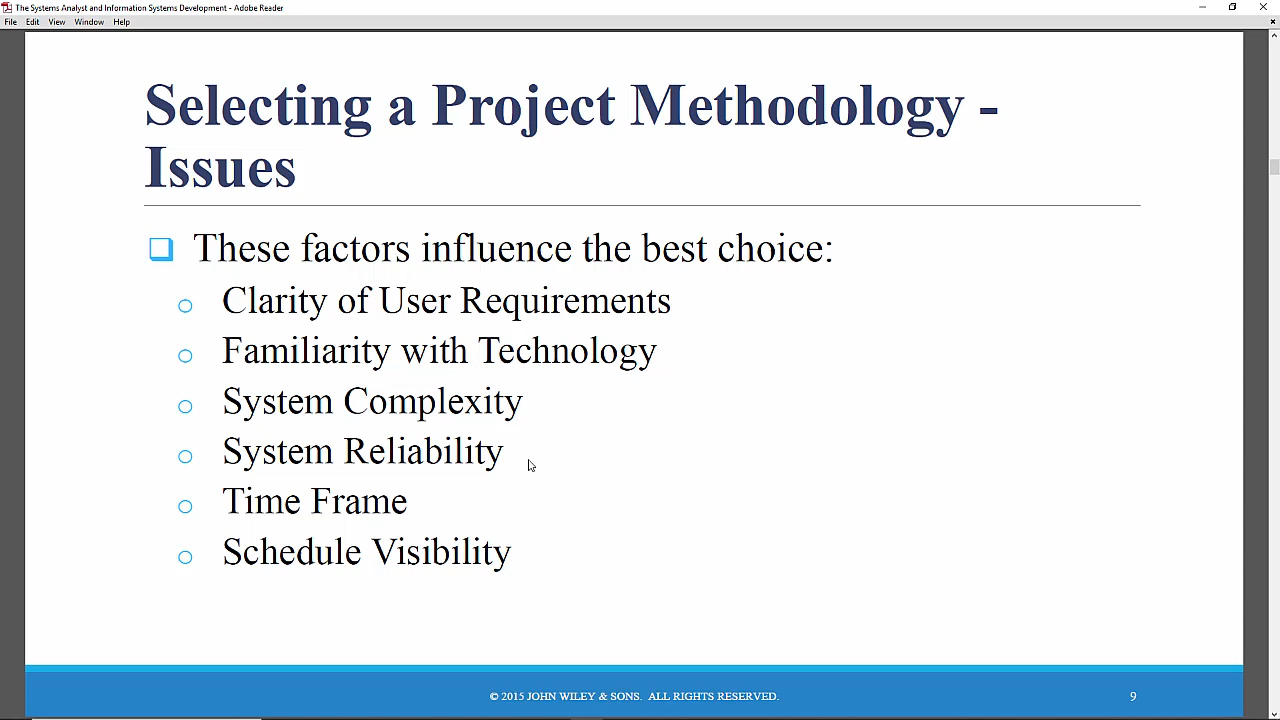 The Systems Analyst and Information Systems Development - Adobe Reader
File Edit View Window Help
Selecting a Project Methodology -
Issues
These factors influence the best choice:
Clarity of User Requirements
Familiarity with Technology
System Complexity
System Reliability
Time Frame
Schedule Visibility
© 2015 JOHN WILEY & SONS. ALL RIGHTS RESERVED.
9